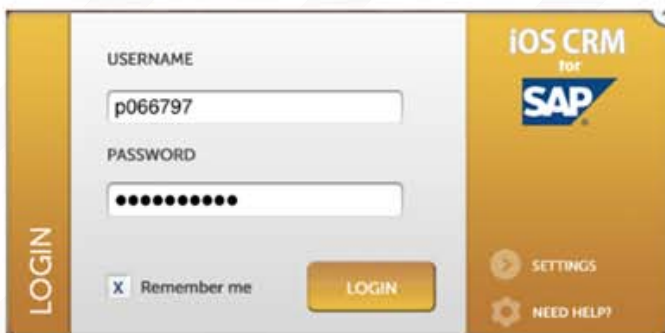 LOGIN
USERNAME
p066797
PASSWORD
••••••••••
X Remember me
LOGIN
iOS CRM
for
SAP
SETTINGS
NEED HELP?